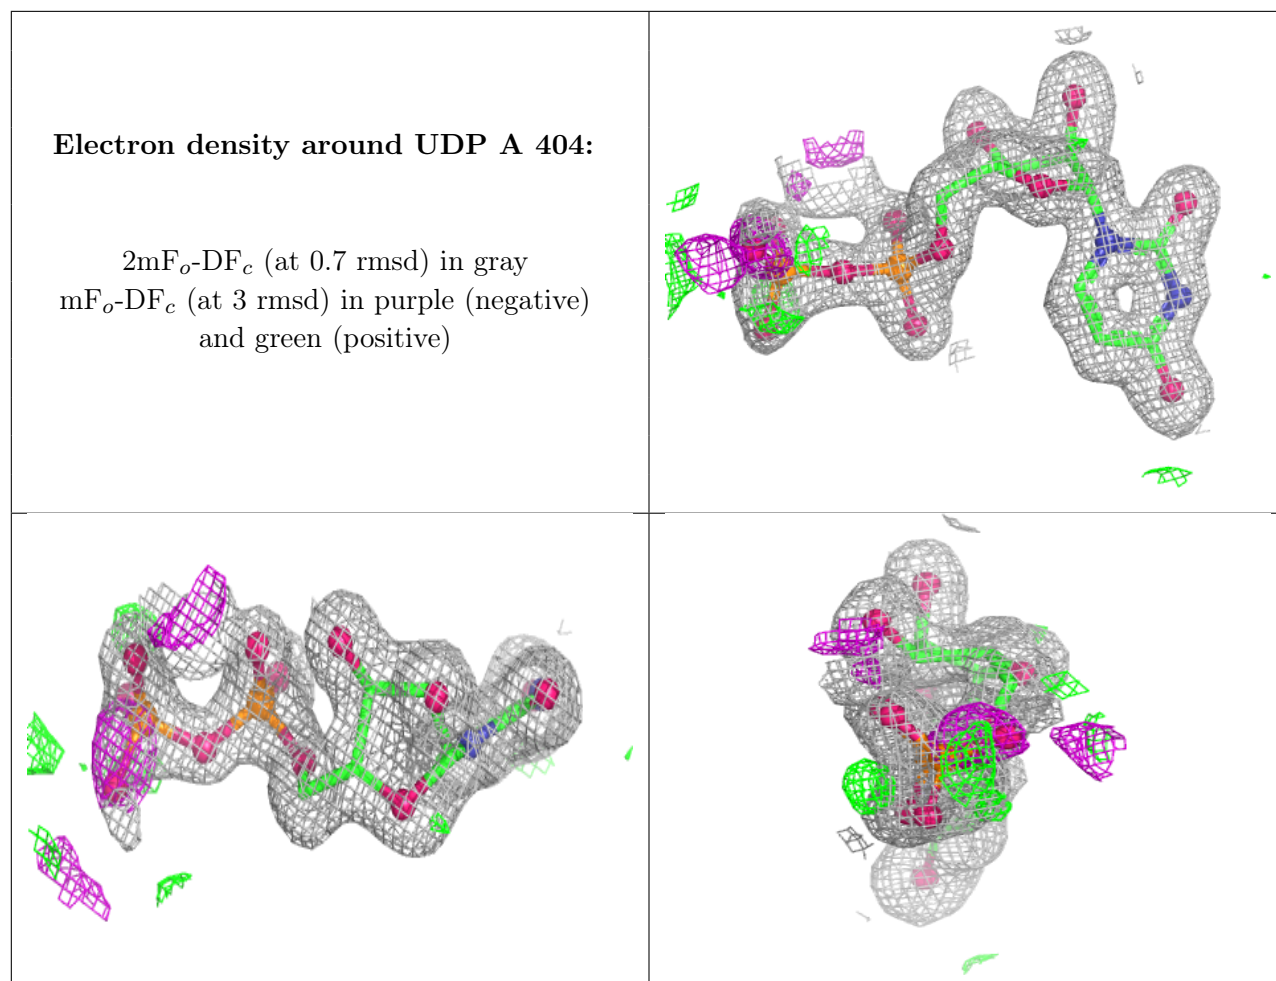 Electron density around UDP A 404:
2mFo-DFc (at 0.7 rmsd) in gray
mFo-DFc (at 3 rmsd) in purple (negative)
and green (positive)